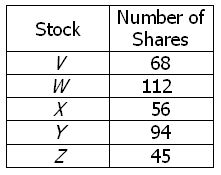 Stock Number of
Shares
V 68
W 112
X 56
Y 94
Z 45